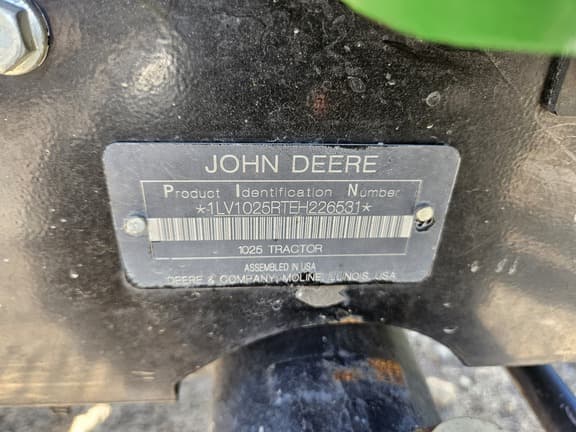 JOHN DEERE
Product Identification Number
*1LV1025RTEH226531*
1025 TRACTOR
ASSEMBLED IN USA
DEERE & COMPANY, MOLINE, ILLINOIS, USA